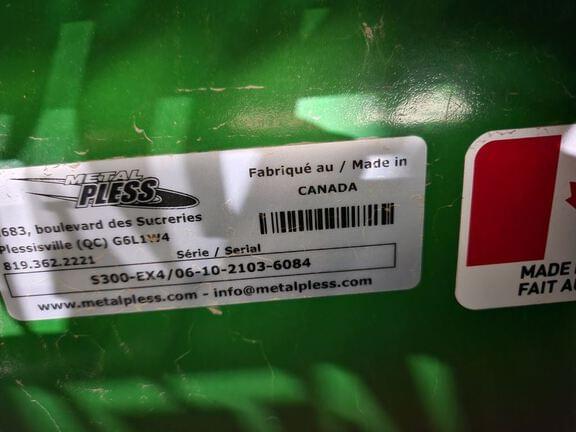 METAL
PLESS
Fabriqué au / Made in
CANADA
683, boulevard des Sucreries
Plessisville (QC) G6L1W4
819.362.2221
Série / Serial
S300-EX4/06-10-2103-6084
www.metalpless.com - info@metalpless.com
MADE
FAIT AU